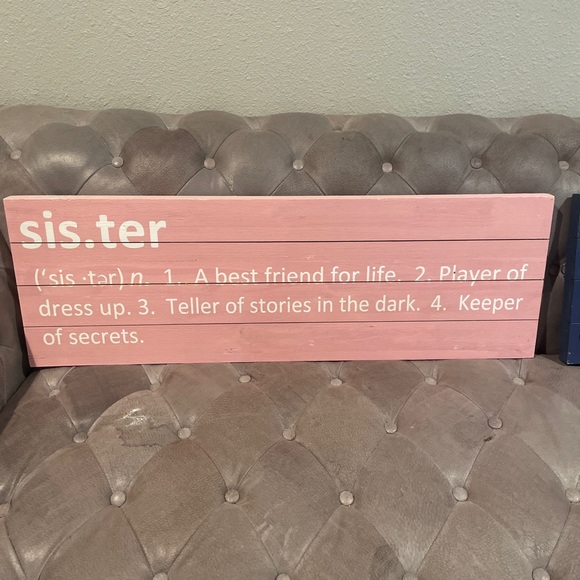 sis.ter
('sis ·tər) n. 1. A best friend for life. 2. Player of
dress up. 3. Teller of stories in the dark. 4. Keeper
of secrets.